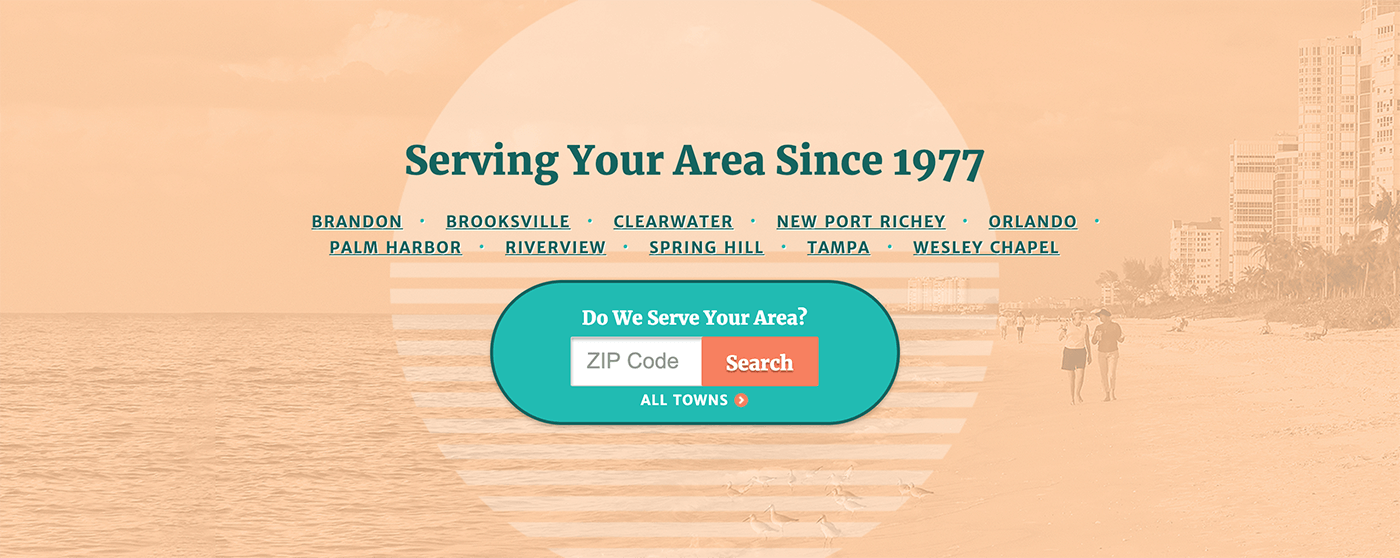 Serving Your Area Since 1977
BRANDON · BROOKSVILLE · CLEARWATER · NEW PORT RICHEY · ORLANDO ·
PALM HARBOR · RIVERVIEW · SPRING HILL · TAMPA · WESLEY CHAPEL
Do We Serve Your Area?
ZIP Code Search
ALL TOWNS